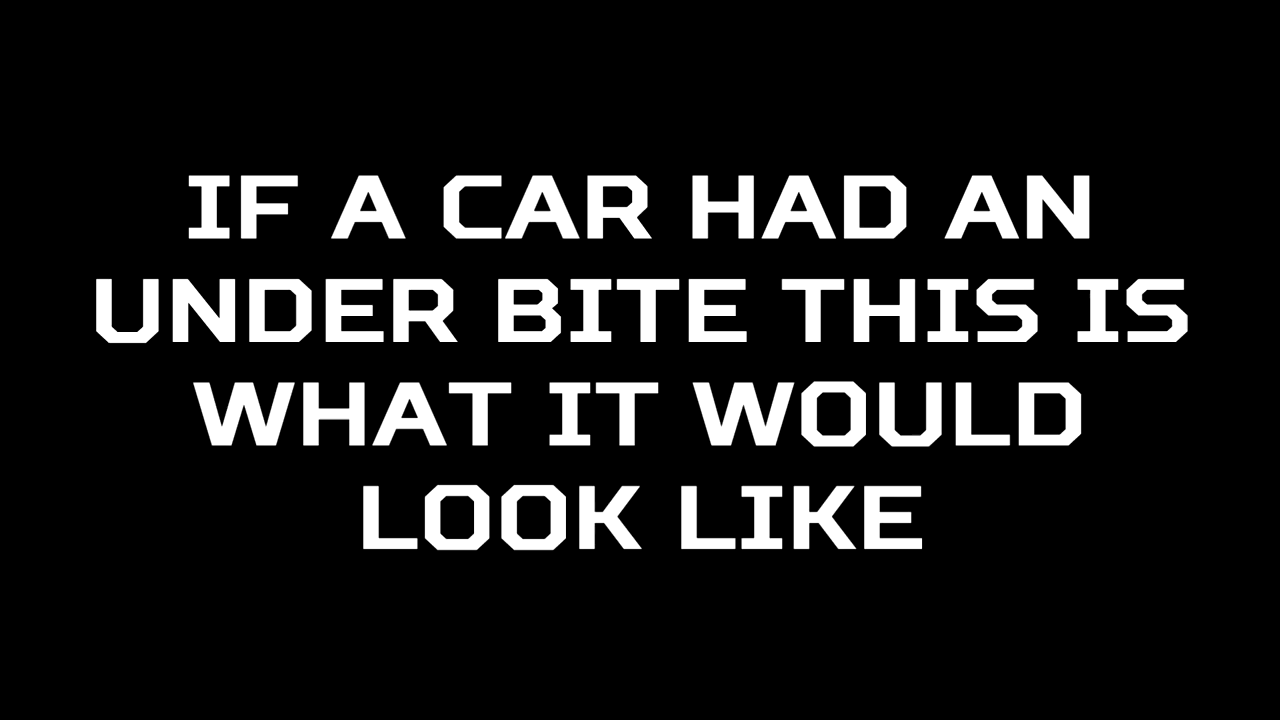 IF A CAR HAD AN
UNDER BITE THIS IS
WHAT IT WOULD
LOOK LIKE